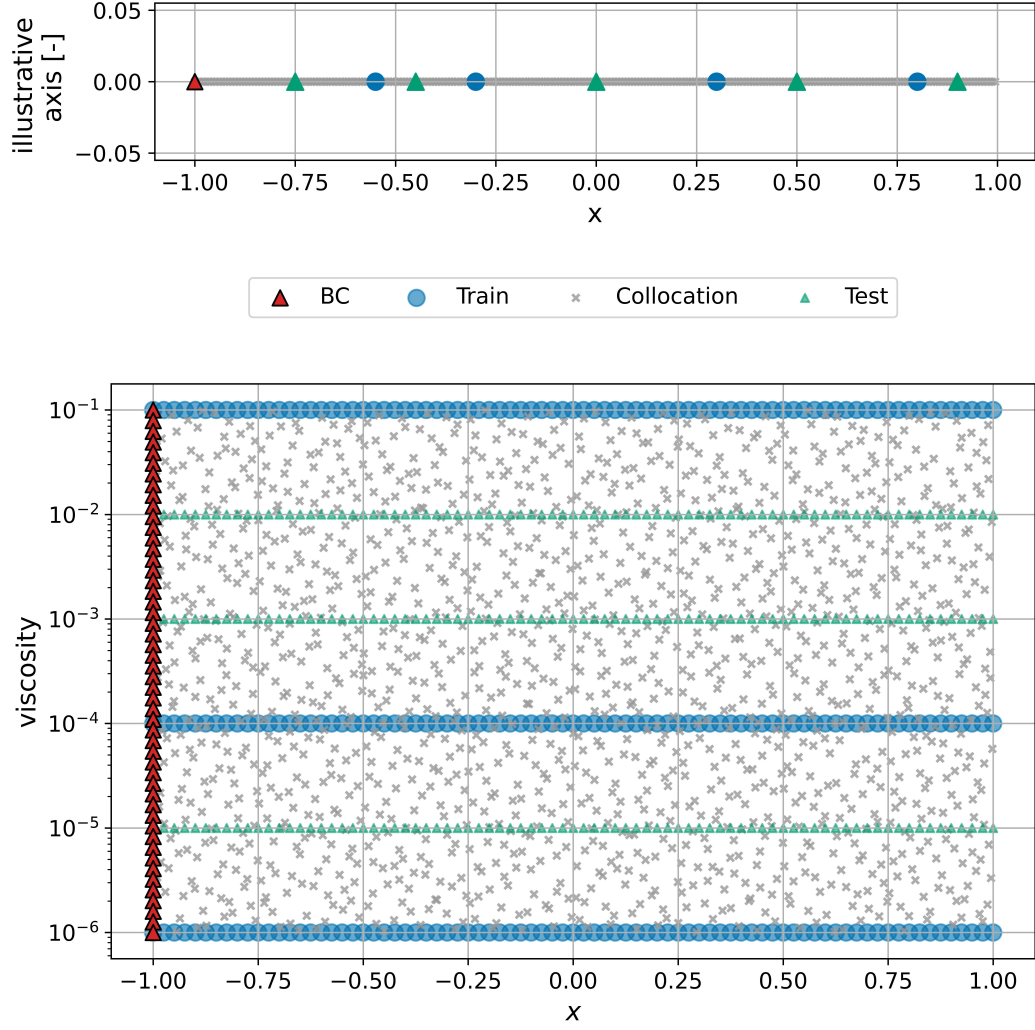 illustrative
axis [-]
0.05
0.00
−0.05
−1.00 −0.75 −0.50 −0.25 0.00 0.25 0.50 0.75 1.00
x
BC Train Collocation Test
viscosity
10−1
10−2
10−3
10−4
10−5
10−6
−1.00 −0.75 −0.50 −0.25 0.00 0.25 0.50 0.75 1.00
x